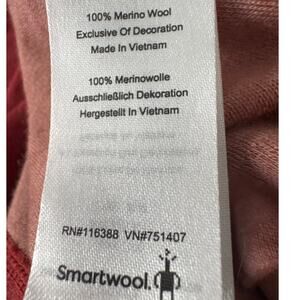 100% Merino Wool
Exclusive Of Decoration
Made In Vietnam
100% Merinowolle
Ausschließlich Dekoration
Hergestellt In Vietnam
RN#116388 VN#751407
Smartwool.